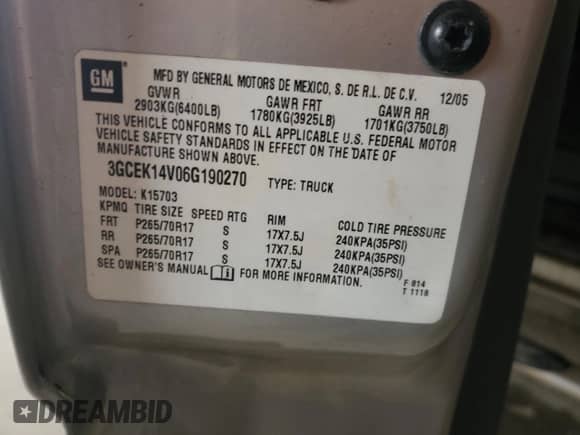 GM
MFD BY GENERAL MOTORS DE MEXICO, S. DE R.L. DE C.V. 12/05
GVWR GAWR FRT GAWR RR
2903KG(6400LB) 1780KG(3925LB) 1701KG(3750LB)
THIS VEHICLE CONFORMS TO ALL APPLICABLE U.S. FEDERAL MOTOR
VEHICLE SAFETY STANDARDS IN EFFECT ON THE DATE OF
MANUFACTURE SHOWN ABOVE.
3GCEK14V06G190270 TYPE: TRUCK
MODEL: K15703
KPMQ TIRE SIZE SPEED RTG RIM COLD TIRE PRESSURE
FRT P265/70R17 S 17X7.5J 240KPA(35PSI)
RR P265/70R17 S 17X7.5J 240KPA(35PSI)
SPA P265/70R17 S 17X7.5J 240KPA(35PSI)
SEE OWNER'S MANUAL FOR MORE INFORMATION.
F 814
T 1118
DREAMBID